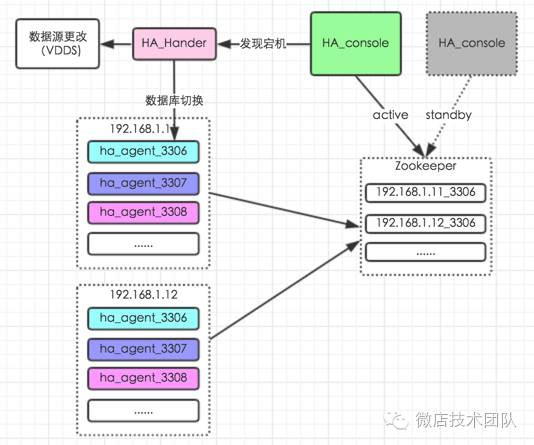 数据源更改
（VDDS)
HA_Hander
发现宕机
HA_console
HA_console
数据库切换
active
standby
192.168.1.1
ha_agent_3306
ha_agent_3307
ha_agent_3308
......
Zookeeper
192.168.1.11_3306
192.168.1.12_3306
......
192.168.1.12
ha_agent_3306
ha_agent_3307
ha_agent_3308
......
微店技术团队